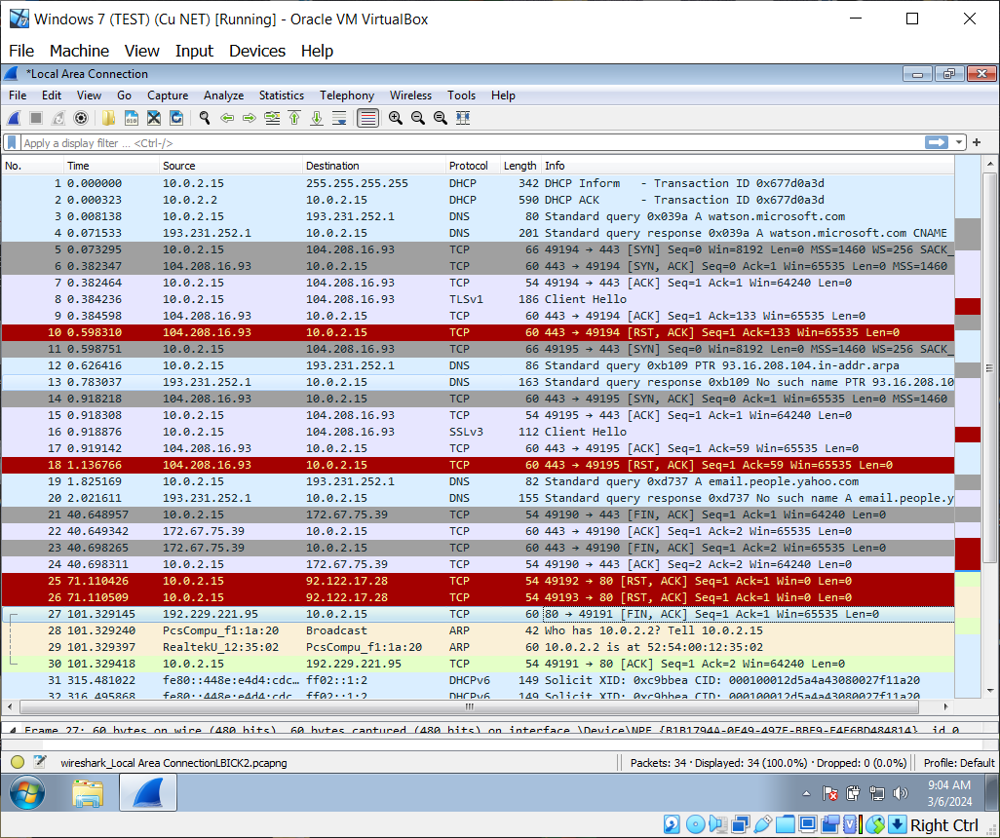 Windows 7 (TEST) (Cu NET) [Running] - Oracle VM VirtualBox
File Machine View Input Devices Help
*Local Area Connection
File Edit View Go Capture Analyze Statistics Telephony Wireless Tools Help
Apply a display filter ... <Ctrl-/>
No. Time Source Destination Protocol Length Info
1 0.000000 10.0.2.15 255.255.255.255 DHCP 342 DHCP Inform - Transaction ID 0x677d0a3d
2 0.000323 10.0.2.2 10.0.2.15 DHCP 590 DHCP ACK - Transaction ID 0x677d0a3d
3 0.008138 10.0.2.15 193.231.252.1 DNS 80 Standard query 0x039a A watson.microsoft.com
4 0.071533 193.231.252.1 10.0.2.15 DNS 201 Standard query response 0x039a A watson.microsoft.com CNAME
5 0.073295 10.0.2.15 104.208.16.93 TCP 66 49194 → 443 [SYN] Seq=0 Win=8192 Len=0 MSS=1460 WS=256 SACK_
6 0.382347 104.208.16.93 10.0.2.15 TCP 60 443 → 49194 [SYN, ACK] Seq=0 Ack=1 Win=65535 Len=0 MSS=1460
7 0.382464 10.0.2.15 104.208.16.93 TCP 54 49194 → 443 [ACK] Seq=1 Ack=1 Win=64240 Len=0
8 0.384236 10.0.2.15 104.208.16.93 TLSv1 186 Client Hello
9 0.384598 104.208.16.93 10.0.2.15 TCP 60 443 → 49194 [ACK] Seq=1 Ack=133 Win=65535 Len=0
10 0.598310 104.208.16.93 10.0.2.15 TCP 60 443 → 49194 [RST, ACK] Seq=1 Ack=133 Win=65535 Len=0
11 0.598751 10.0.2.15 104.208.16.93 TCP 66 49195 → 443 [SYN] Seq=0 Win=8192 Len=0 MSS=1460 WS=256 SACK_
12 0.626416 10.0.2.15 193.231.252.1 DNS 86 Standard query 0xb109 PTR 93.16.208.104.in-addr.arpa
13 0.783037 193.231.252.1 10.0.2.15 DNS 163 Standard query response 0xb109 No such name PTR 93.16.208.10
14 0.918218 104.208.16.93 10.0.2.15 TCP 60 443 → 49195 [SYN, ACK] Seq=0 Ack=1 Win=65535 Len=0 MSS=1460
15 0.918308 10.0.2.15 104.208.16.93 TCP 54 49195 → 443 [ACK] Seq=1 Ack=1 Win=64240 Len=0
16 0.918876 10.0.2.15 104.208.16.93 SSLv3 112 Client Hello
17 0.919142 104.208.16.93 10.0.2.15 TCP 60 443 → 49195 [ACK] Seq=1 Ack=59 Win=65535 Len=0
18 1.136766 104.208.16.93 10.0.2.15 TCP 60 443 → 49195 [RST, ACK] Seq=1 Ack=59 Win=65535 Len=0
19 1.825169 10.0.2.15 193.231.252.1 DNS 82 Standard query 0xd737 A email.people.yahoo.com
20 2.021611 193.231.252.1 10.0.2.15 DNS 155 Standard query response 0xd737 No such name A email.people.y
21 40.648957 10.0.2.15 172.67.75.39 TCP 54 49190 → 443 [FIN, ACK] Seq=1 Ack=1 Win=64240 Len=0
22 40.649342 172.67.75.39 10.0.2.15 TCP 60 443 → 49190 [ACK] Seq=1 Ack=2 Win=65535 Len=0
23 40.698265 172.67.75.39 10.0.2.15 TCP 60 443 → 49190 [FIN, ACK] Seq=1 Ack=2 Win=65535 Len=0
24 40.698311 10.0.2.15 172.67.75.39 TCP 54 49190 → 443 [ACK] Seq=2 Ack=2 Win=64240 Len=0
25 71.110426 10.0.2.15 92.122.17.28 TCP 54 49192 → 80 [RST, ACK] Seq=1 Ack=1 Win=0 Len=0
26 71.110509 10.0.2.15 92.122.17.28 TCP 54 49193 → 80 [RST, ACK] Seq=1 Ack=1 Win=0 Len=0
27 101.329145 192.229.221.95 10.0.2.15 TCP 60 80 → 49191 [FIN, ACK] Seq=1 Ack=1 Win=65535 Len=0
28 101.329240 PcsCompu_f1:1a:20 Broadcast ARP 42 Who has 10.0.2.2? Tell 10.0.2.15
29 101.329397 RealtekU_12:35:02 PcsCompu_f1:1a:20 ARP 60 10.0.2.2 is at 52:54:00:12:35:02
30 101.329418 10.0.2.15 192.229.221.95 TCP 54 49191 → 80 [ACK] Seq=1 Ack=2 Win=64240 Len=0
31 315.481022 fe80::448e:e4d4:cdc... ff02::1:2 DHCPv6 149 Solicit XID: 0xc9bbea CID: 000100012d5a4a43080027f11a20
32 316.495868 fe80::448e:e4d4:cdc... ff02::1:2 DHCPv6 149 Solicit XID: 0xc9bbea CID: 000100012d5a4a43080027f11a20
Frame 27: 60 bytes on wire (480 bits), 60 bytes captured (480 bits) on interface
wireshark_Local Area ConnectionLBICK2.pcapng Packets: 34 · Displayed: 34 (100.0%) · Dropped: 0 (0.0%) Profile: Default
9:04 AM
3/6/2024
Right Ctrl